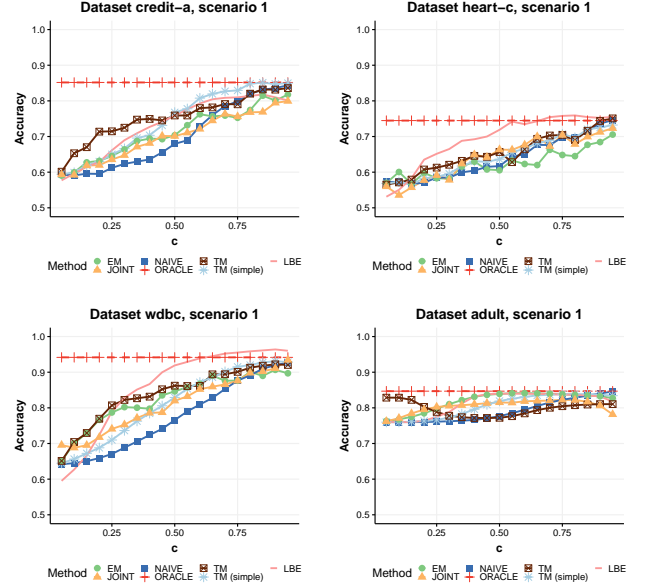 Dataset credit−a, scenario 1
1.0
0.9
0.8
0.7
0.6
0.5
Accuracy
0.25 0.50 0.75
c
Method EM NAIVE TM LBE
JOINT ORACLE TM (simple)
Dataset heart−c, scenario 1
1.0
0.9
0.8
0.7
0.6
0.5
Accuracy
0.25 0.50 0.75
c
Method EM NAIVE TM LBE
JOINT ORACLE TM (simple)
Dataset wdbc, scenario 1
1.0
0.9
0.8
0.7
0.6
0.5
Accuracy
0.25 0.50 0.75
c
Method EM NAIVE TM LBE
JOINT ORACLE TM (simple)
Dataset adult, scenario 1
1.0
0.9
0.8
0.7
0.6
0.5
Accuracy
0.25 0.50 0.75
c
Method EM NAIVE TM LBE
JOINT ORACLE TM (simple)